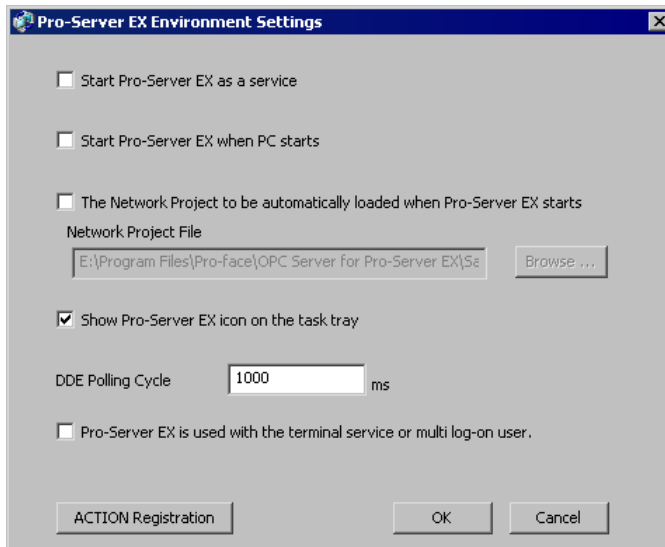 Pro-Server EX Environment Settings
Start Pro-Server EX as a service
Start Pro-Server EX when PC starts
The Network Project to be automatically loaded when Pro-Server EX starts
Network Project File
E:\Program Files\Pro-face\OPC Server for Pro-Server EX\Sa
Browse ...
Show Pro-Server EX icon on the task tray
DDE Polling Cycle 1000 ms
Pro-Server EX is used with the terminal service or multi log-on user.
ACTION Registration OK Cancel